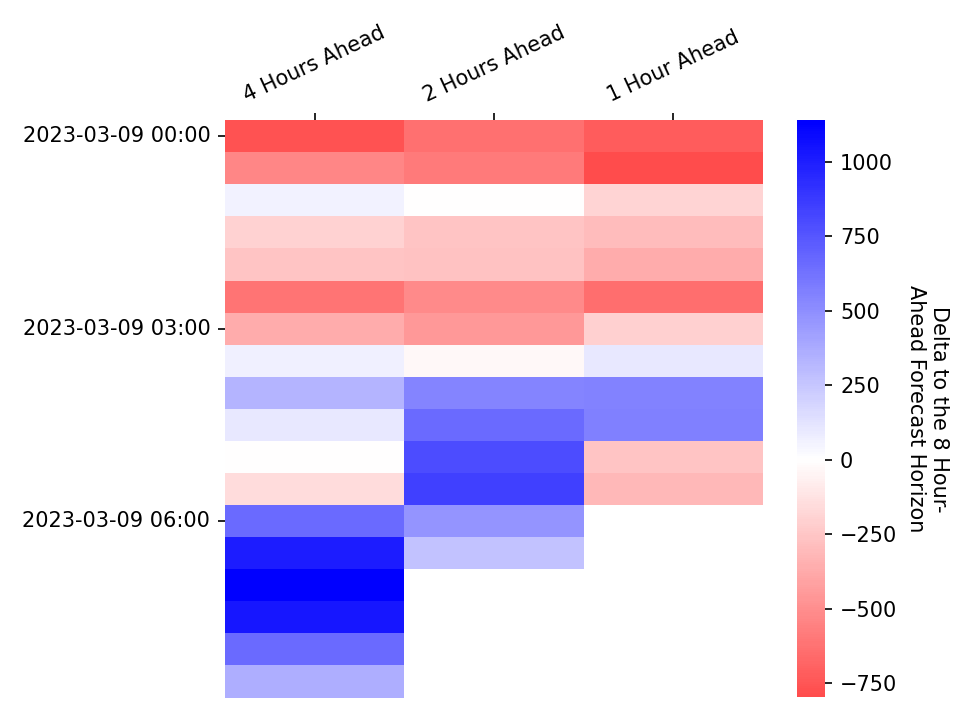 4 Hours Ahead
2 Hours Ahead
1 Hour Ahead
2023-03-09 00:00
2023-03-09 03:00
2023-03-09 06:00
1000
750
500
250
0
−250
−500
−750
Delta to the 8 Hour-
Ahead Forecast Horizon